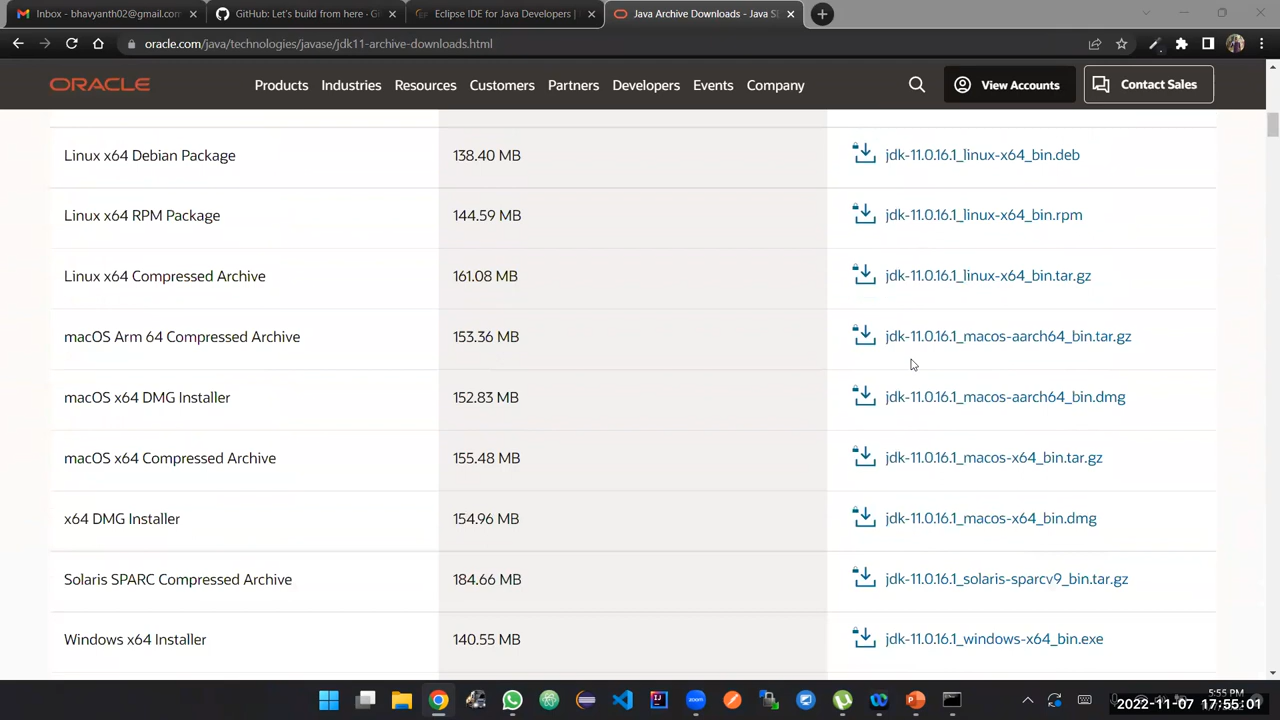 Inbox - bhavyanth02@gmail.com
GitHub: Let's build from here · G
Eclipse IDE for Java Developers |
Java Archive Downloads - Java S
oracle.com/java/technologies/javase/jdk11-archive-downloads.html
ORACLE Products Industries Resources Customers Partners Developers Events Company View Accounts Contact Sales
Linux x64 Debian Package 138.40 MB jdk-11.0.16.1_linux-x64_bin.deb
Linux x64 RPM Package 144.59 MB jdk-11.0.16.1_linux-x64_bin.rpm
Linux x64 Compressed Archive 161.08 MB jdk-11.0.16.1_linux-x64_bin.tar.gz
macOS Arm 64 Compressed Archive 153.36 MB jdk-11.0.16.1_macos-aarch64_bin.tar.gz
macOS x64 DMG Installer 152.83 MB jdk-11.0.16.1_macos-aarch64_bin.dmg
macOS x64 Compressed Archive 155.48 MB jdk-11.0.16.1_macos-x64_bin.tar.gz
x64 DMG Installer 154.96 MB jdk-11.0.16.1_macos-x64_bin.dmg
Solaris SPARC Compressed Archive 184.66 MB jdk-11.0.16.1_solaris-sparcv9_bin.tar.gz
Windows x64 Installer 140.55 MB jdk-11.0.16.1_windows-x64_bin.exe
5:55 PM
2022-11-07 17:55:01